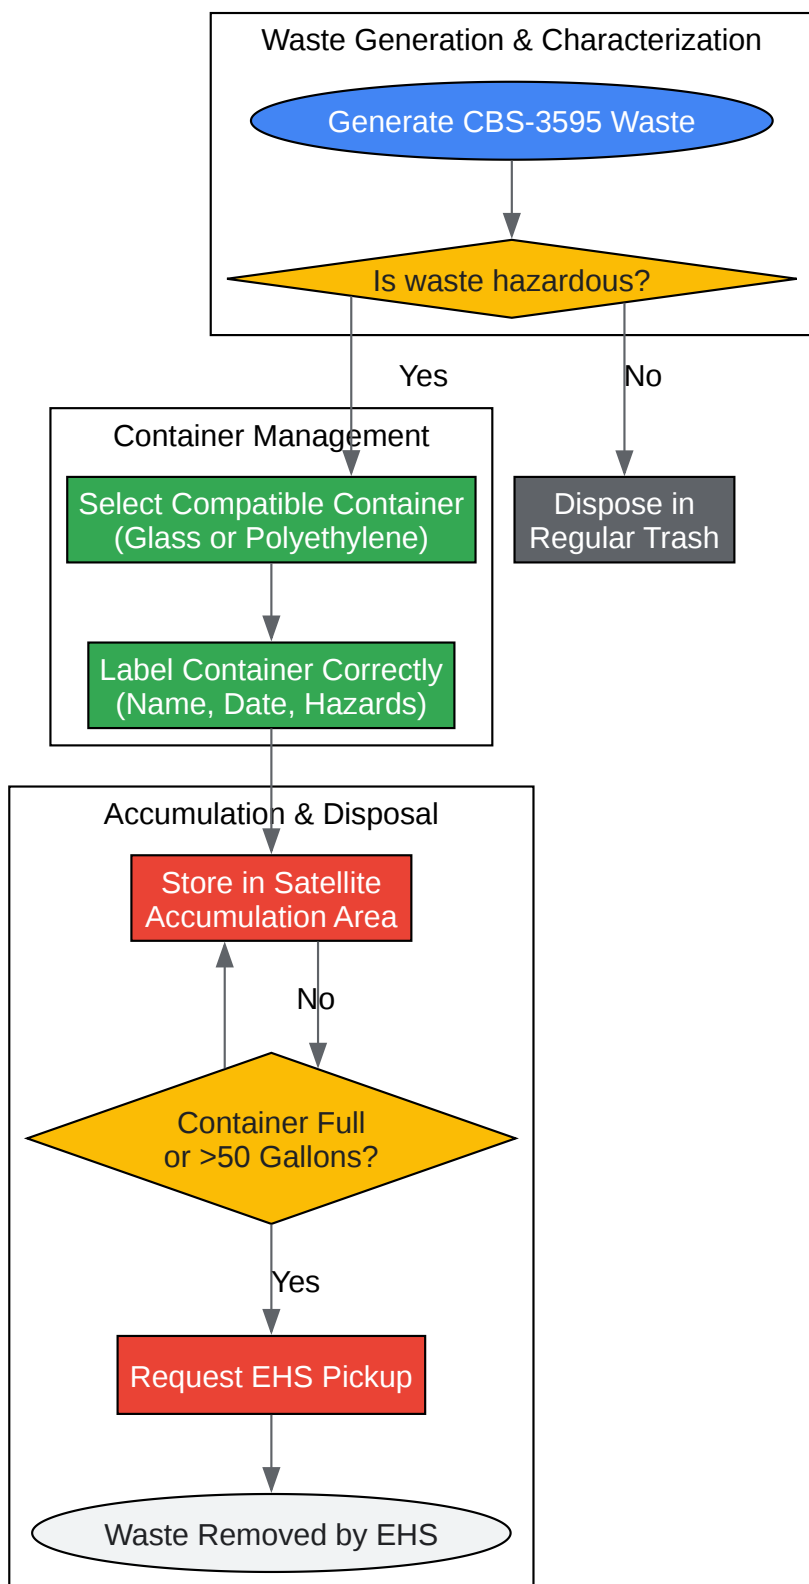 Waste Generation & Characterization
Generate CBS-3595 Waste
Is waste hazardous?
Yes
No
Container Management
Select Compatible Container
(Glass or Polyethylene)
Dispose in
Regular Trash
Label Container Correctly
(Name, Date, Hazards)
Accumulation & Disposal
Store in Satellite
Accumulation Area
No
Container Full
or >50 Gallons?
Yes
Request EHS Pickup
Waste Removed by EHS